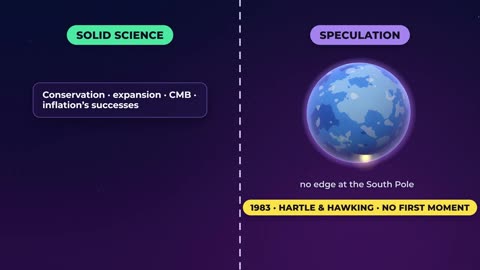 SOLID SCIENCE
Conservation · expansion · CMB ·
inflation's successes
SPECULATION
no edge at the South Pole
1983 · HARTLE & HAWKING · NO FIRST MOMENT